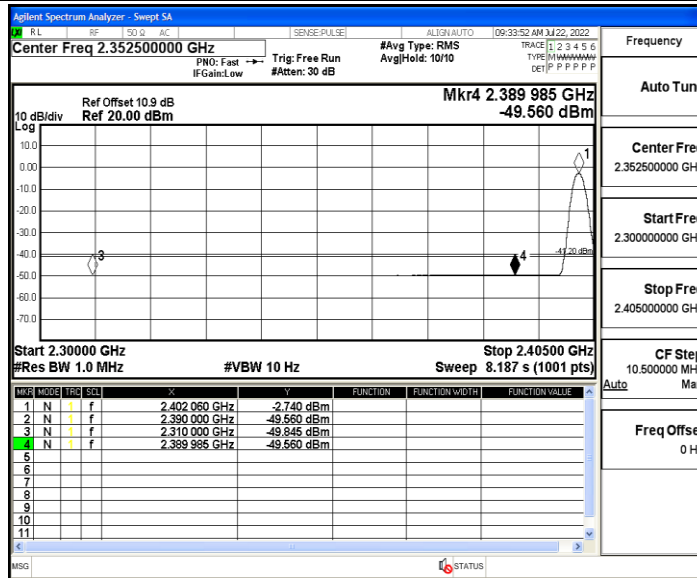 Agilent Spectrum Analyzer - Swept SA
RL RF 50 Ω AC SENSE:PULSE ALIGN AUTO 09:33:52 AM Jul 22, 2022
Center Freq 2.352500000 GHz
#Avg Type: RMS
TRACE 1 2 3 4 5 6
PNO: Fast Trig: Free Run Avg|Hold: 10/10
TYPE M
IFGain:Low #Atten: 30 dB
DET P P P P P P
Mkr4 2.389 985 GHz
-49.560 dBm
Ref Offset 10.9 dB
10 dB/div Ref 20.00 dBm
Log
10.0
0.00
-10.0
-20.0
-30.0
-40.0
-50.0
-60.0
-70.0
1
3
4
-41.20 dBm
Start 2.30000 GHz Stop 2.40500 GHz
#Res BW 1.0 MHz #VBW 10 Hz Sweep 8.187 s (1001 pts)
MKR MODE TRC SCL X Y FUNCTION FUNCTION WIDTH FUNCTION VALUE
1 N 1 f 2.402 060 GHz -2.740 dBm
2 N 1 f 2.390 000 GHz -49.560 dBm
3 N 1 f 2.310 000 GHz -49.845 dBm
4 N 1 f 2.389 985 GHz -49.560 dBm
5
6
7
8
9
10
11
MSG STATUS
Frequency
Auto Tun
Center Fre
2.352500000 GH
Start Fre
2.300000000 GH
Stop Fre
2.405000000 GH
CF Step
10.500000 MH
Auto Ma
Freq Offse
0 H